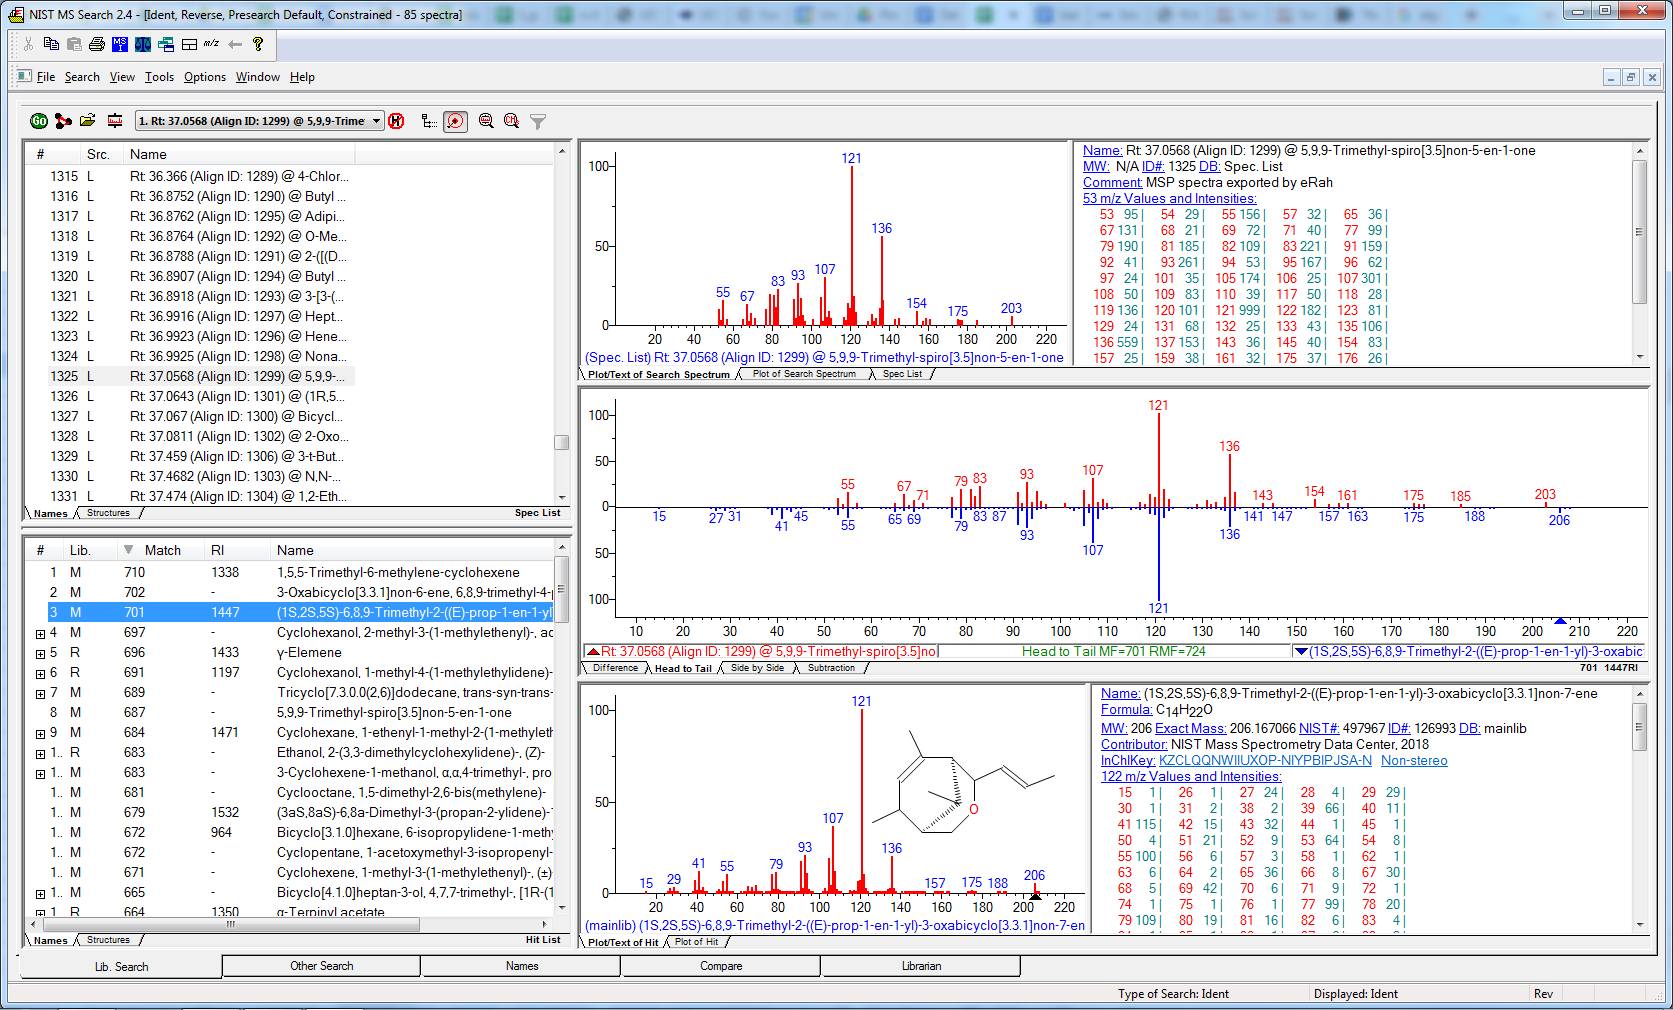 NIST MS Search 2.4 - [Ident, Reverse, Presearch Default, Constrained - 85 spectra]
File Search View Tools Options Window Help
1. Rt: 37.0568 (Align ID: 1299) @ 5,9,9-Trime
# Src. Name
1315 L Rt: 36.366 (Align ID: 1289) @ 4-Chlor...
1316 L Rt: 36.8752 (Align ID: 1290) @ Butyl ...
1317 L Rt: 36.8762 (Align ID: 1295) @ Adipi...
1318 L Rt: 36.8764 (Align ID: 1292) @ O-Me...
1319 L Rt: 36.8788 (Align ID: 1291) @ 2-([(D...
1320 L Rt: 36.8907 (Align ID: 1294) @ Butyl ...
1321 L Rt: 36.8918 (Align ID: 1293) @ 3-[3-(...
1322 L Rt: 36.9916 (Align ID: 1297) @ Hept...
1323 L Rt: 36.9923 (Align ID: 1296) @ Hene...
1324 L Rt: 36.9925 (Align ID: 1298) @ Nona...
1325 L Rt: 37.0568 (Align ID: 1299) @ 5,9,9-...
1326 L Rt: 37.0643 (Align ID: 1301) @ (1R,5...
1327 L Rt: 37.067 (Align ID: 1300) @ Bicycl...
1328 L Rt: 37.0811 (Align ID: 1302) @ 2-Oxo...
1329 L Rt: 37.459 (Align ID: 1306) @ 3-t-But...
1330 L Rt: 37.4682 (Align ID: 1303) @ N,N-...
1331 L Rt: 37.474 (Align ID: 1304) @ 1,2-Eth...
Names Structures Spec List
# Lib. Match RI Name
1 M 710 1338 1,5,5-Trimethyl-6-methylene-cyclohexene
2 M 702 - 3-Oxabicyclo[3.3.1]non-6-ene, 6,8,9-trimethyl-4-
3 M 701 1447 (1S,2S,5S)-6,8,9-Trimethyl-2-((E)-prop-1-en-1-yl)
4 M 697 - Cyclohexanol, 2-methyl-3-(1-methylethenyl)-, ac
5 R 696 1433 γ-Elemene
6 R 691 1197 Cyclohexanol, 1-methyl-4-(1-methylethylidene)-
7 M 689 - Tricyclo[7.3.0.0(2,6)]dodecane, trans-syn-trans-
8 M 687 - 5,9,9-Trimethyl-spiro[3.5]non-5-en-1-one
9 M 684 1471 Cyclohexane, 1-ethenyl-1-methyl-2-(1-methyleth
1.. R 683 - Ethanol, 2-(3,3-dimethylcyclohexylidene)-, (Z)-
1.. M 683 - 3-Cyclohexene-1-methanol, α,α,4-trimethyl-, pro
1.. M 681 - Cyclooctane, 1,5-dimethyl-2,6-bis(methylene)-
1.. M 679 1532 (3aS,8aS)-6,8a-Dimethyl-3-(propan-2-ylidene)-1
1.. M 672 964 Bicyclo[3.1.0]hexane, 6-isopropylidene-1-methy
1.. M 672 - Cyclopentane, 1-acetoxymethyl-3-isopropenyl-
1.. M 671 - Cyclohexene, 1-methyl-3-(1-methylethenyl)-, (±)-
1.. M 665 - Bicyclo[4.1.0]heptan-3-ol, 4,7,7-trimethyl-, [1R-(1
1.. R 664 1350 α-Terpinyl acetate
Names Structures Hit List
100
50
0
55 67 83 93 107 121 136 154 175 203
20 40 60 80 100 120 140 160 180 200 220
(Spec. List) Rt: 37.0568 (Align ID: 1299) @ 5,9,9-Trimethyl-spiro[3.5]non-5-en-1-one
Plot/Text of Search Spectrum Plot of Search Spectrum Spec List
Name: Rt: 37.0568 (Align ID: 1299) @ 5,9,9-Trimethyl-spiro[3.5]non-5-en-1-one
MW: N/A ID#: 1325 DB: Spec. List
Comment: MSP spectra exported by eRah
53 m/z Values and Intensities:
53 95| 54 29| 55 156| 57 32| 65 36|
67 131| 68 21| 69 72| 71 40| 77 99|
79 190| 81 185| 82 109| 83 221| 91 159|
92 41| 93 261| 94 53| 95 167| 96 62|
97 24| 101 35| 105 174| 106 25| 107 301|
108 50| 109 83| 110 39| 117 50| 118 28|
119 136| 120 101| 121 999| 122 182| 123 81|
129 24| 131 68| 132 25| 133 43| 135 106|
136 559| 137 153| 143 36| 145 40| 154 83|
157 25| 159 38| 161 32| 175 37| 176 26|
100
50
0
50
100
55 67 71 79 83 93 107 121 136 143 154 161 175 185 203
15 27 31 41 45 55 65 69 79 83 87 93 107 121 136 141 147 157 163 175 188 206
10 20 30 40 50 60 70 80 90 100 110 120 130 140 150 160 170 180 190 200 210 220
Rt: 37.0568 (Align ID: 1299) @ 5,9,9-Trimethyl-spiro[3.5]no
Head to Tail MF=701 RMF=724
(1S,2S,5S)-6,8,9-Trimethyl-2-((E)-prop-1-en-1-yl)-3-oxabic
Difference Head to Tail Side by Side Subtraction 701 1447RI
100
50
0
15 29 41 55 79 93 107 121 136 157 175 188 206
O
20 40 60 80 100 120 140 160 180 200 220
(mainlib) (1S,2S,5S)-6,8,9-Trimethyl-2-((E)-prop-1-en-1-yl)-3-oxabicyclo[3.3.1]non-7-en
Plot/Text of Hit Plot of Hit
Name: (1S,2S,5S)-6,8,9-Trimethyl-2-((E)-prop-1-en-1-yl)-3-oxabicyclo[3.3.1]non-7-ene
Formula: C14H22O
MW: 206 Exact Mass: 206.167066 NIST#: 497967 ID#: 126993 DB: mainlib
Contributor: NIST Mass Spectrometry Data Center, 2018
InChIKey: KZCLQQNWIIUXOP-NIYPBIPJSA-N Non-stereo
122 m/z Values and Intensities:
15 1| 26 1| 27 24| 28 4| 29 29|
30 1| 31 2| 38 2| 39 66| 40 11|
41 115| 42 15| 43 32| 44 1| 45 1|
50 4| 51 21| 52 9| 53 64| 54 8|
55 100| 56 6| 57 3| 58 1| 62 1|
63 6| 64 2| 65 36| 66 8| 67 30|
68 5| 69 42| 70 6| 71 9| 72 1|
74 1| 75 1| 76 1| 77 99| 78 20|
79 109| 80 19| 81 16| 82 6| 83 4|
Lib. Search Other Search Names Compare Librarian
Type of Search: Ident Displayed: Ident Rev